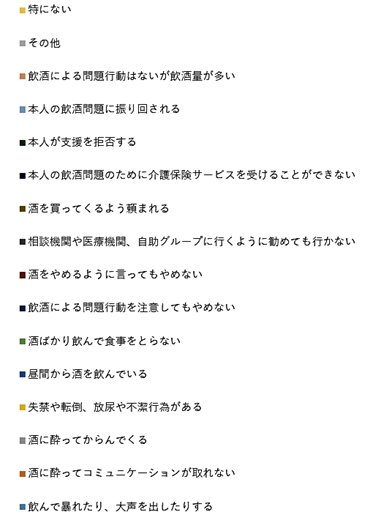 特にない
その他
飲酒による問題行動はないが飲酒量が多い
本人の飲酒問題に振り回される
本人が支援を拒否する
本人の飲酒問題のために介護保険サービスを受けることができない
酒を買ってくるよう頼まれる
相談機関や医療機関、自助グループに行くように勧めても行かない
酒をやめるように言ってもやめない
飲酒による問題行動を注意してもやめない
酒ばかり飲んで食事をとらない
昼間から酒を飲んでいる
失禁や転倒、放尿や不潔行為がある
酒に酔ってからんでくる
酒に酔ってコミュニケーションが取れない
飲んで暴れたり、大声を出したりする